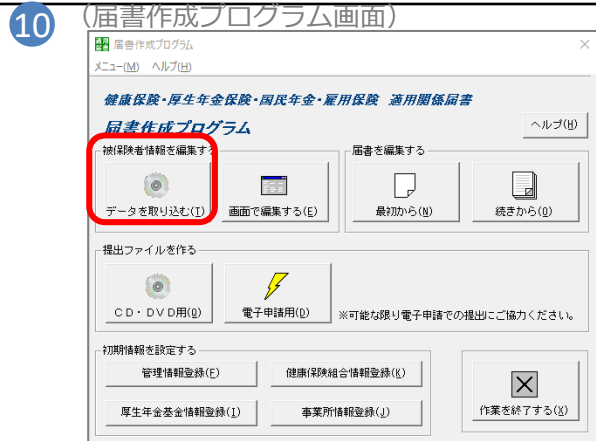 10 (届書作成プログラム画面)
届書作成プログラム
メニュー(M) ヘルプ(H)
健康保険・厚生年金保険・国民年金・雇用保険 適用関係届書
届書作成プログラム
ヘルプ(H)
被保険者情報を編集する
届書を編集する
データを取り込む(T) 画面で編集する(E) 最初から(N) 続きから(O)
提出ファイルを作る
CD・DVD用(Q) 電子申請用(D) ※可能な限り電子申請での提出にご協力ください。
初期情報を設定する
管理情報登録(F) 健康保険組合情報登録(K)
厚生年金基金情報登録(I) 事業所情報登録(J) 作業を終了する(X)